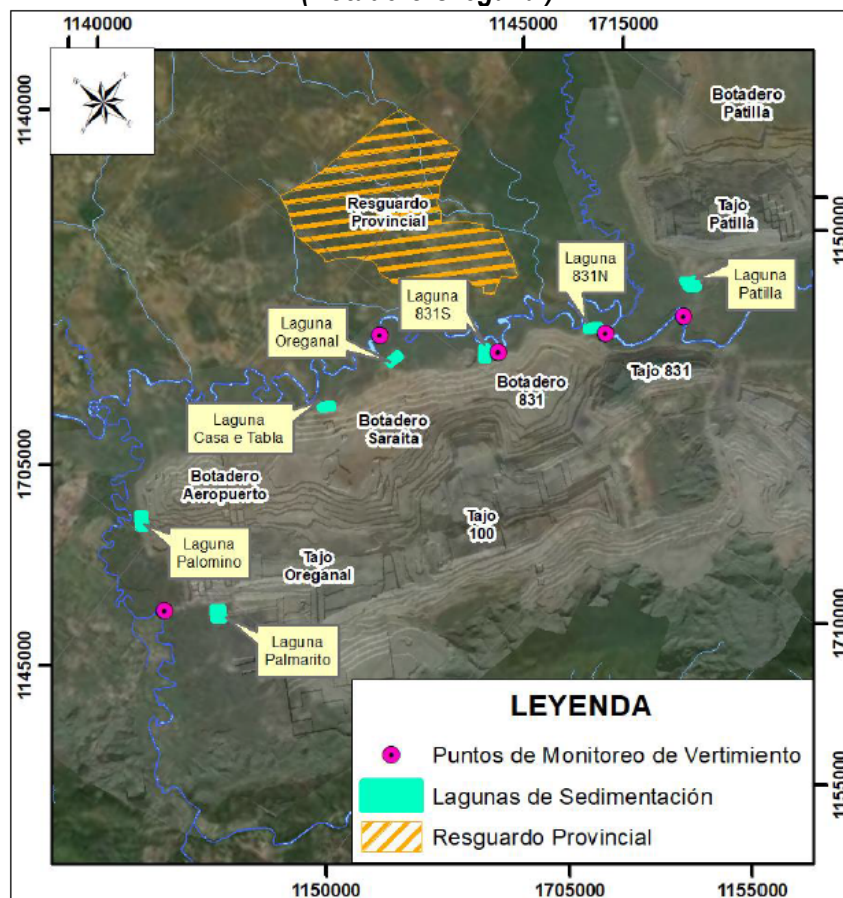 1140000
1145000
1715000
1140000
Botadero
Patilla
Tajo
Patilla
1150000
Resguardo
Provincial
Laguna
831N
Laguna
Patilla
Laguna
831S
Laguna
Oreganal
Tajo 831
Botadero
831
Laguna
Casa e Tabla
Botadero
Saraita
1705000
Botadero
Aeropuerto
Tajo
100
Laguna
Palomino
Tajo
Oreganal
1710000
Laguna
Palmarito
1145000
LEYENDA
Puntos de Monitoreo de Vertimiento
Lagunas de Sedimentación
Resguardo Provincial
1155000
1150000
1705000
1155000